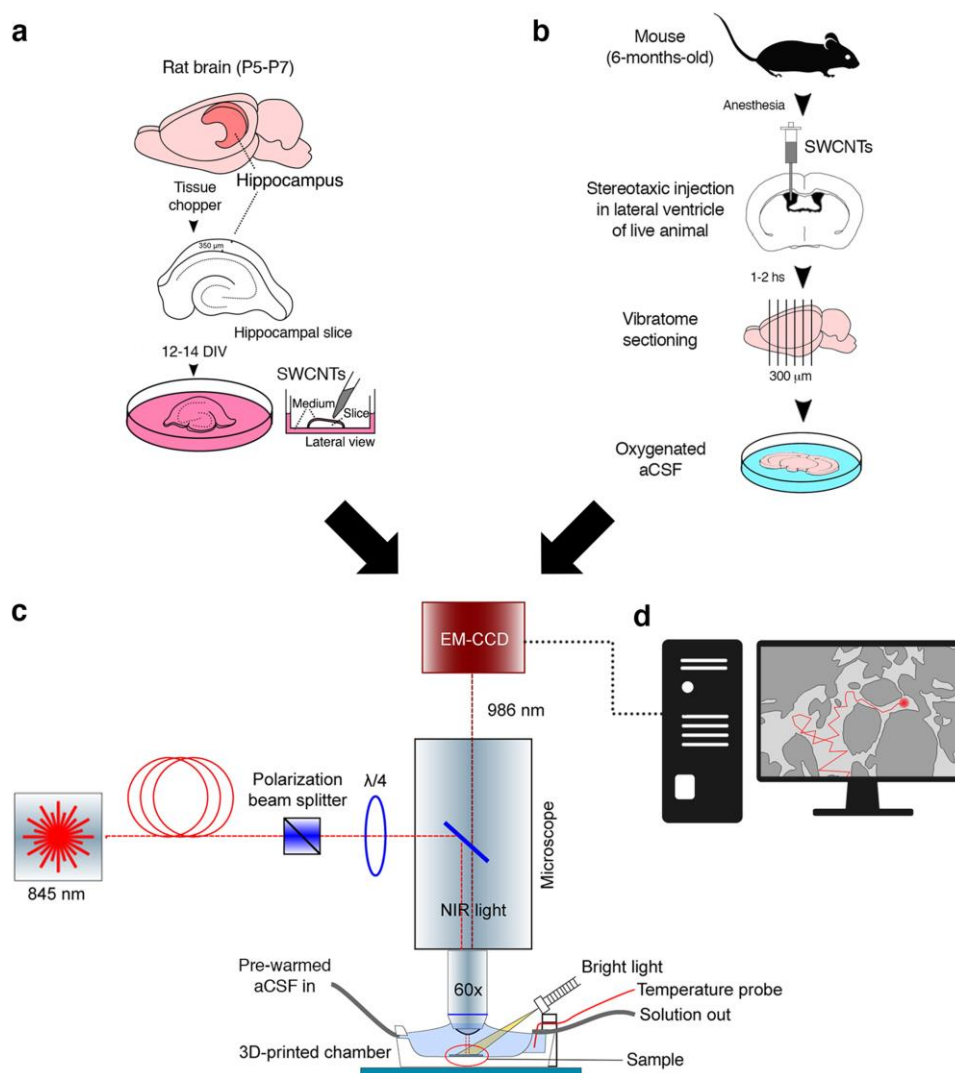 a
Rat brain (P5-P7)
Hippocampus
Tissue
chopper
350 µm
Hippocampal slice
12-14 DIV
SWCNTs
Medium
Slice
Lateral view
b
Mouse
(6-months-old)
Anesthesia
SWCNTs
Stereotaxic injection
in lateral ventricle
of live animal
1-2 hs
Vibratome
sectioning
300 µm
Oxygenated
aCSF
c
EM-CCD
986 nm
Polarization
beam splitter
λ/4
845 nm
Microscope
NIR light
60x
Pre-warmed
aCSF in
Bright light
Temperature probe
Solution out
3D-printed chamber
Sample
d